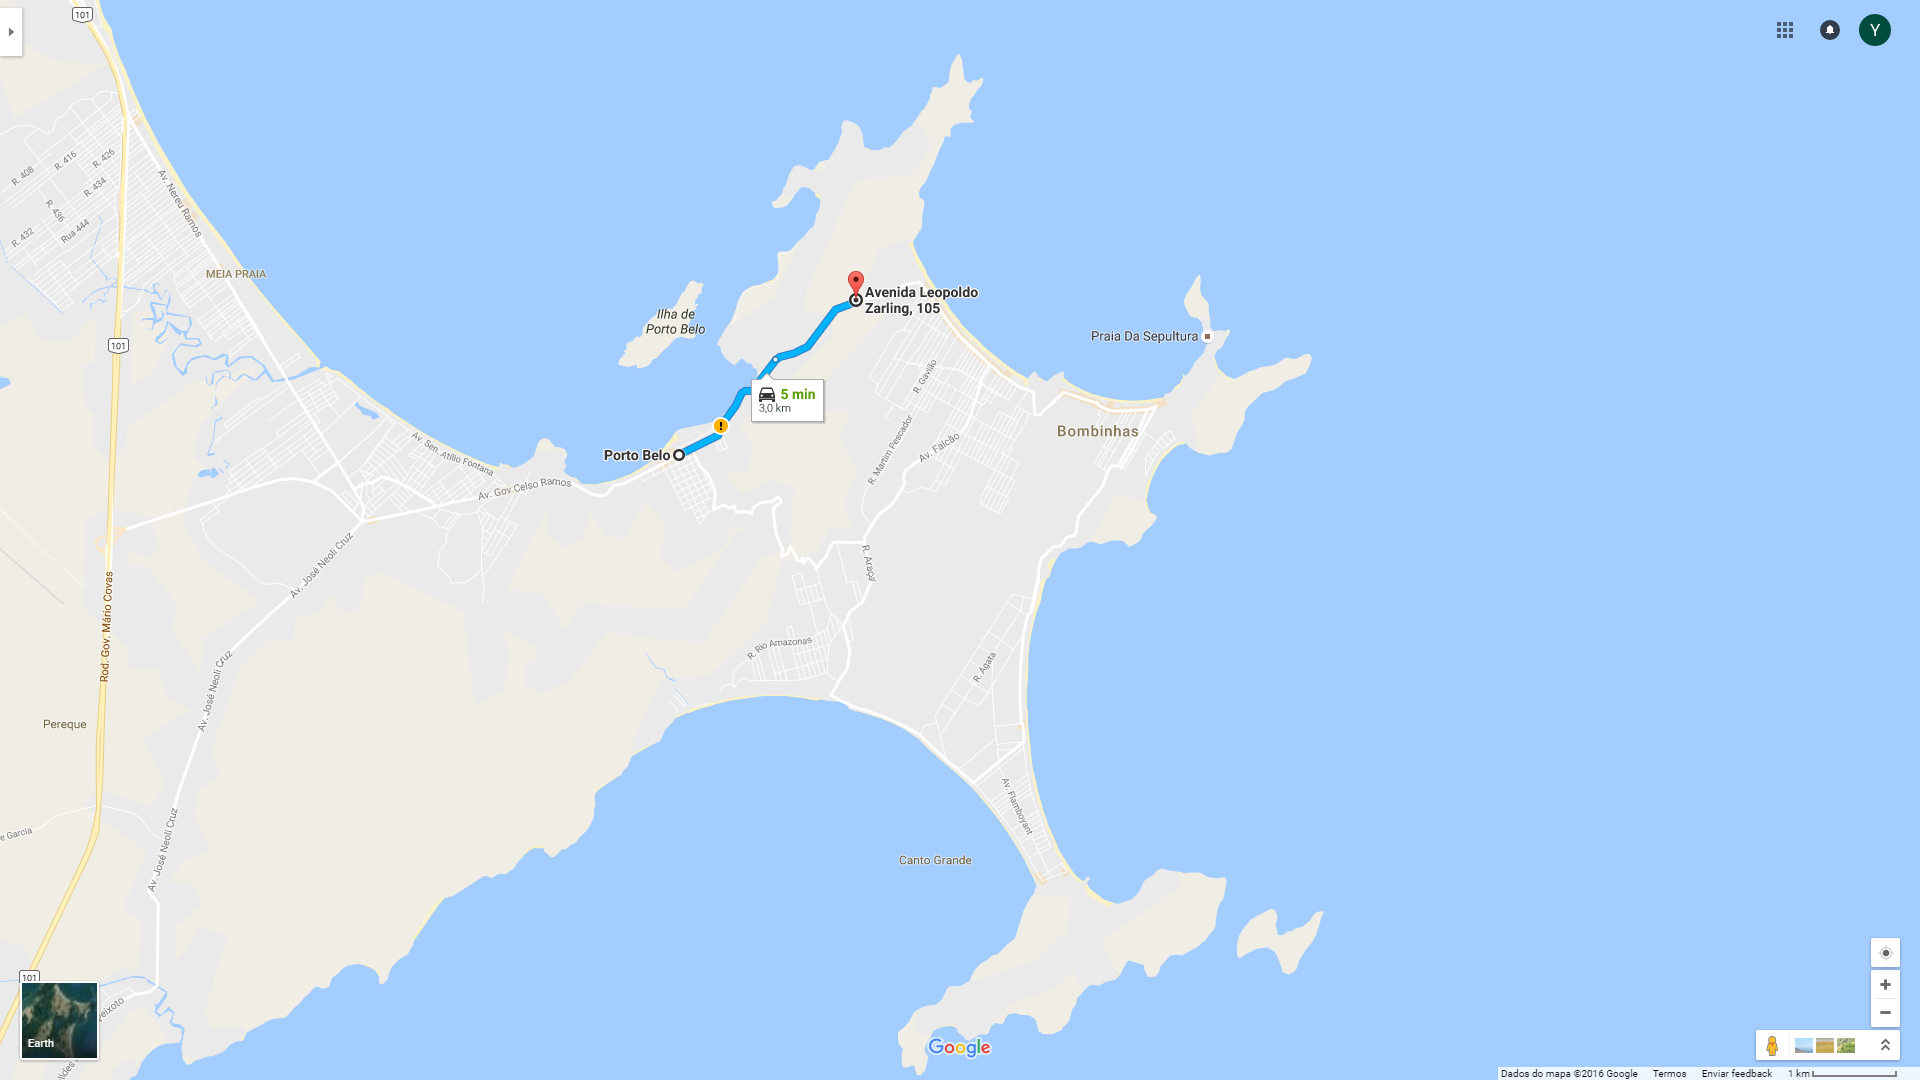 101
Y
R. 408
R. 416
R. 426
R. 434
R. 436
Rua 444
R. 432
Av. Nereu Ramos
MEIA PRAIA
101
Ilha de
Porto Belo
Avenida Leopoldo
Zarling, 105
Praia Da Sepultura
5 min
3,0 km
R. Gavião
R. Martim Pescador
Av. Falcão
Bombinhas
Porto Belo
Av. Sen. Atílio Fontana
Av. Gov Celso Ramos
Av. José Neoli Cruz
R. Araçá
Rod. Gov. Mário Covas
R. Rio Amazonas
R. Ágata
Av. José Neoli Cruz
Pereque
Av. Flamboyant
e Garcia
Av. José Neoli Cruz
Canto Grande
101
Peixoto
Earth
Google
Dados do mapa ©2016 Google Termos Enviar feedback 1 km